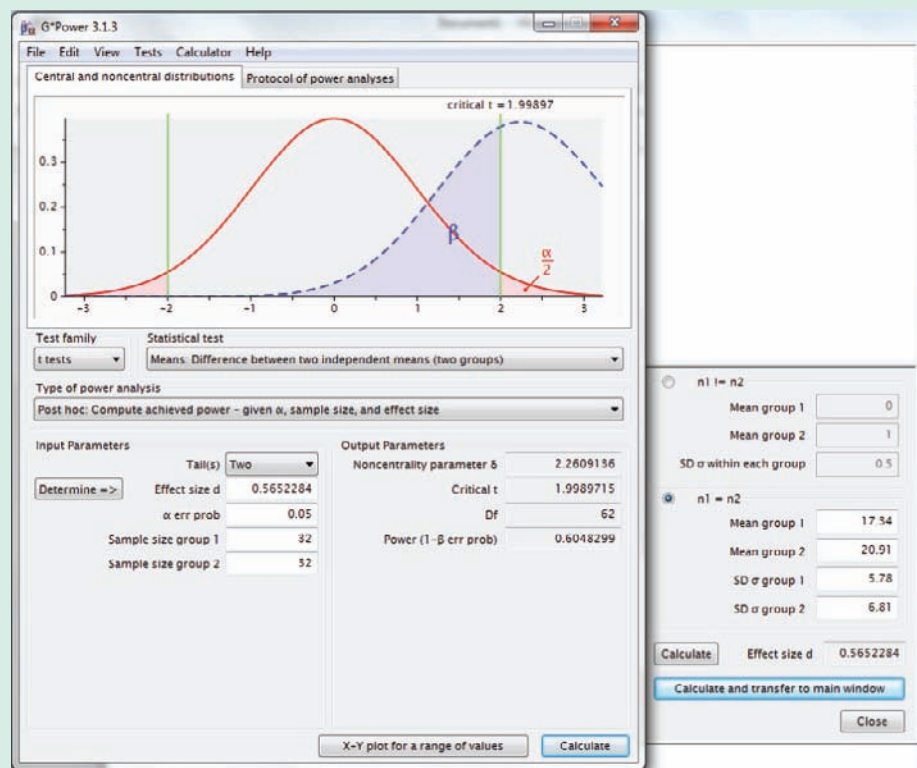 G*Power 3.1.3
File Edit View Tests Calculator Help
Central and noncentral distributions Protocol of power analyses
critical t = 1.99897
0.3
0.2
0.1
0
-3 -2 -1 0 1 2 3
β
α
2
Test family Statistical test
t tests Means: Difference between two independent means (two groups)
Type of power analysis
Post hoc: Compute achieved power – given α, sample size, and effect size
Input Parameters
Tail(s) Two
Determine => Effect size d 0.5652284
α err prob 0.05
Sample size group 1 32
Sample size group 2 32
Output Parameters
Noncentrality parameter δ 2.2609136
Critical t 1.9989715
Df 62
Power (1-β err prob) 0.6048299
X-Y plot for a range of values Calculate
n1 != n2
Mean group 1 0
Mean group 2 1
SD σ within each group 0.5
n1 = n2
Mean group 1 17.34
Mean group 2 20.91
SD σ group 1 5.78
SD σ group 2 6.81
Calculate Effect size d 0.5652284
Calculate and transfer to main window
Close